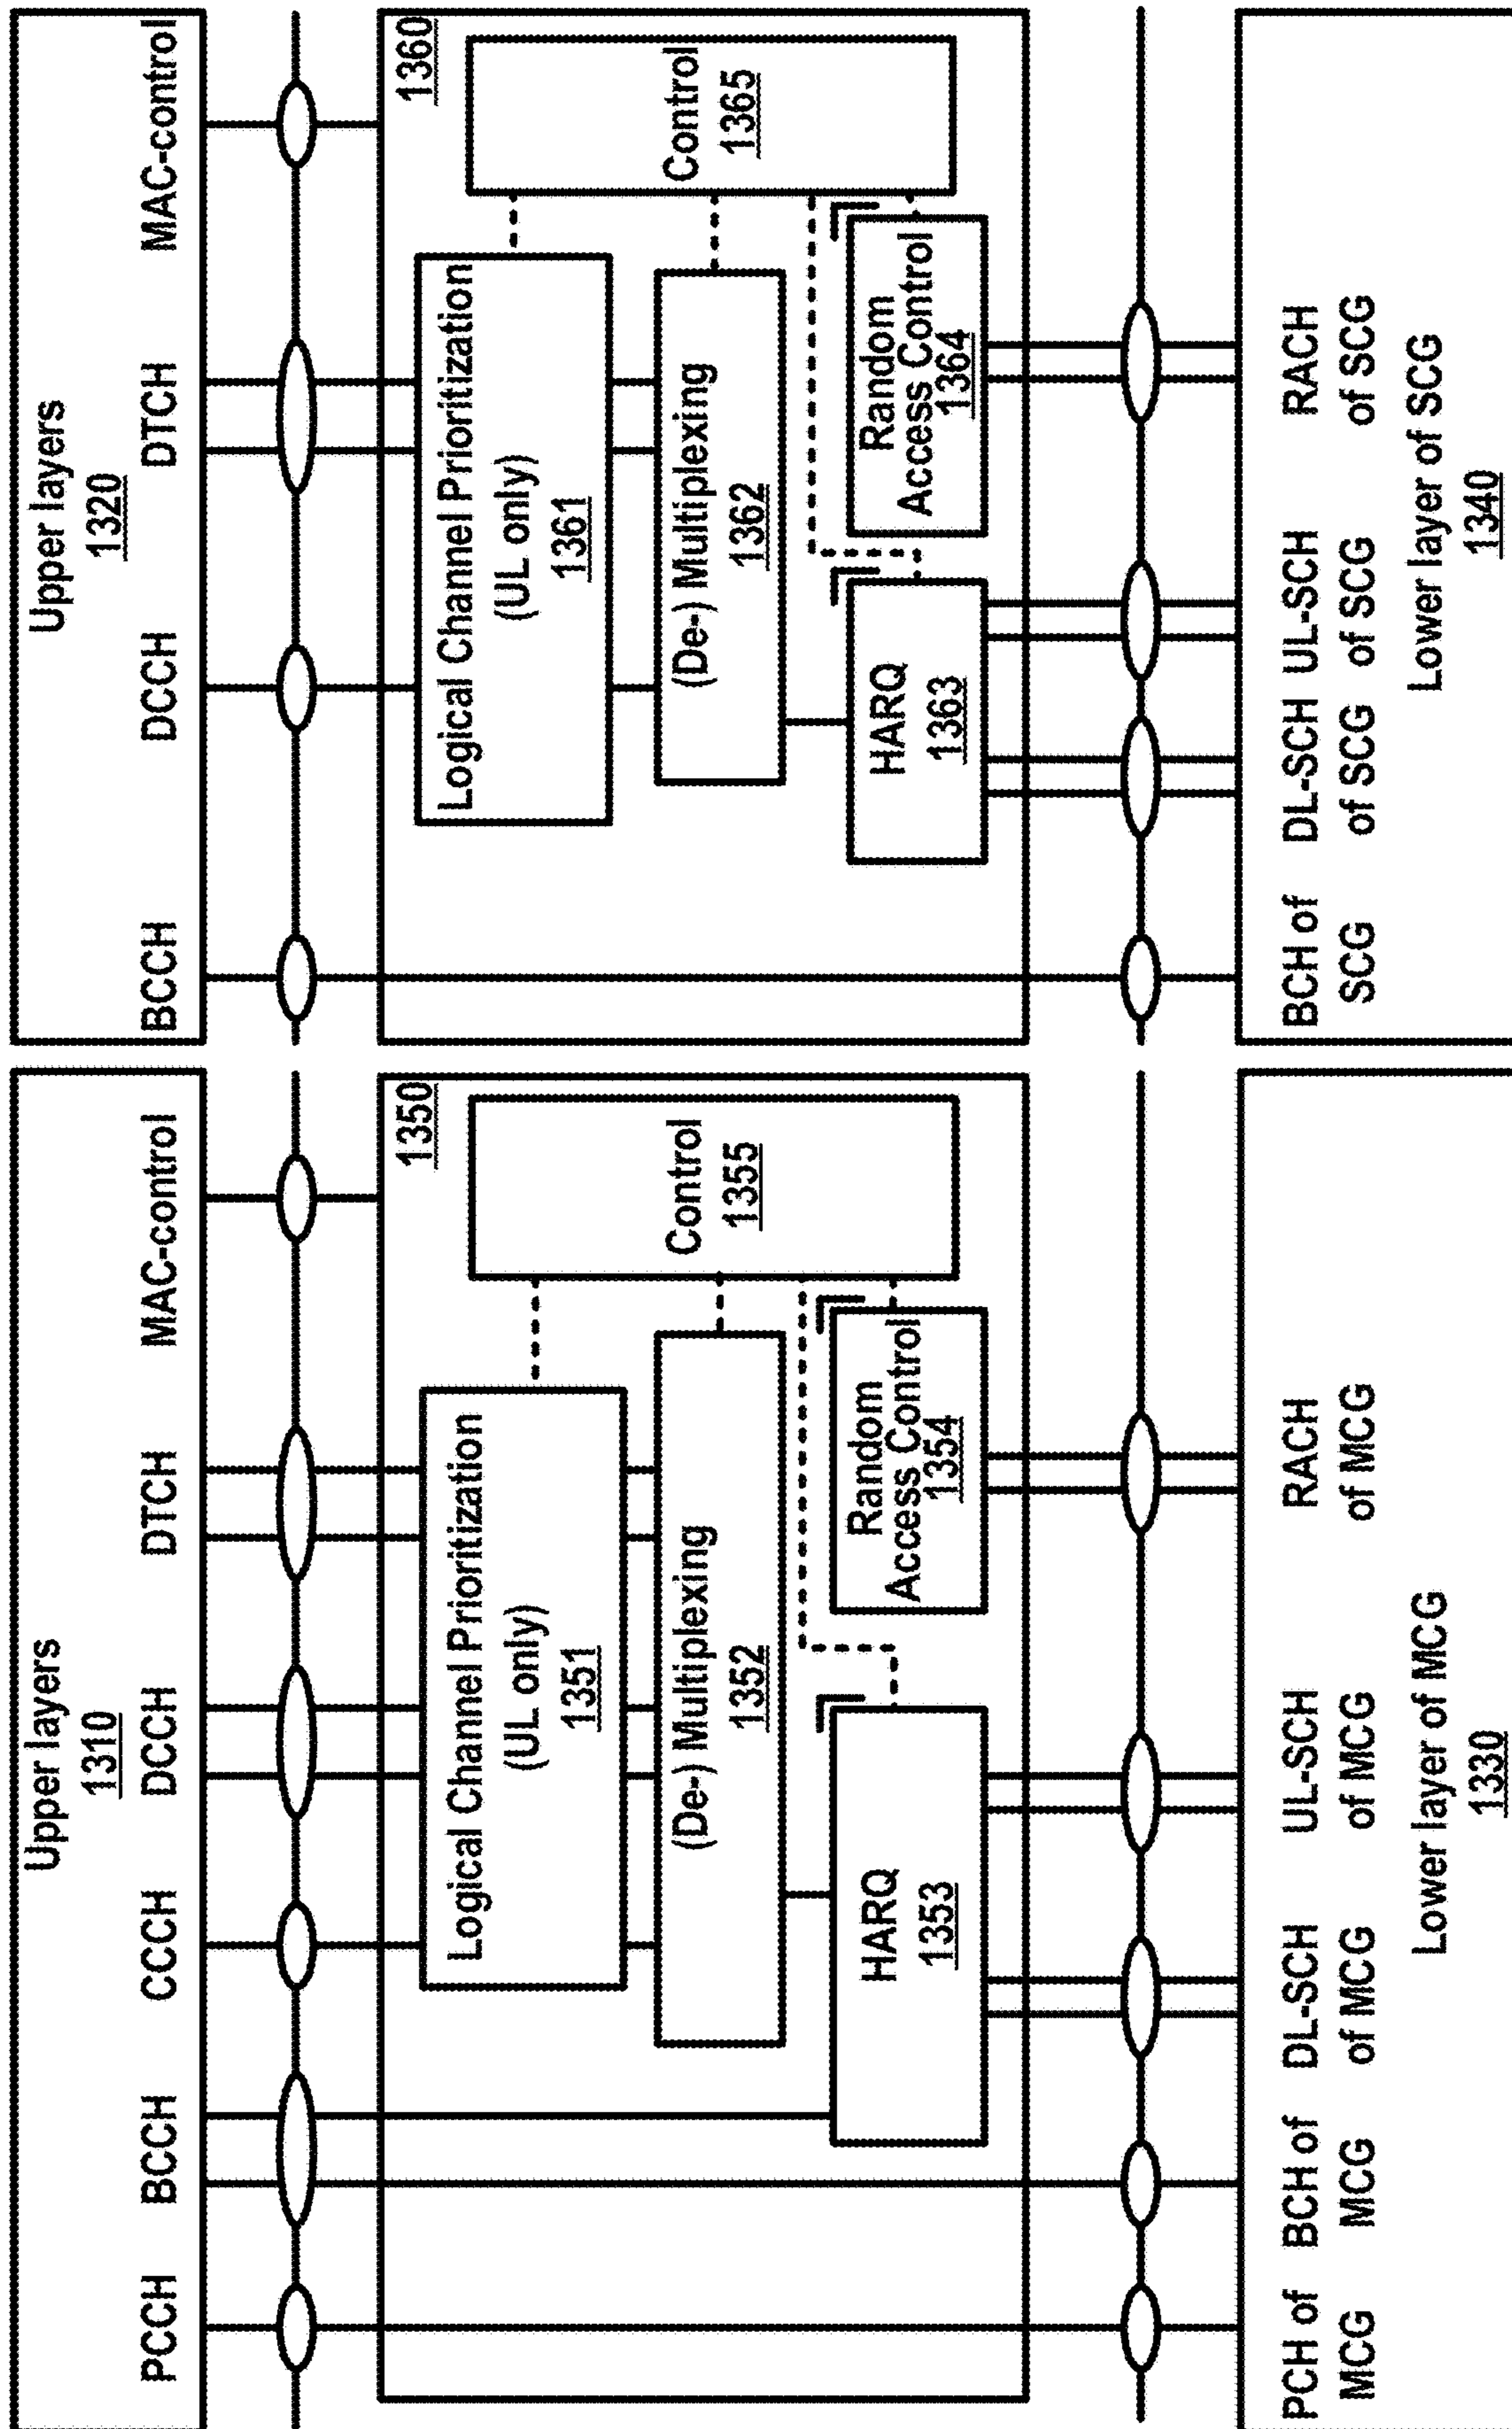 Upper layers
1310
PCCH BCCH CCCH DCCH DTCH MAC-control
1350
Logical Channel Prioritization
(UL only)
1351
(De-) Multiplexing
1352
HARQ
1353
Random
Access Control
1354
Control
1355
PCH of
MCG
BCH of
MCG
DL-SCH
of MCG
UL-SCH
of MCG
RACH
of MCG
Lower layer of MCG
1330
Upper layers
1320
BCCH DCCH DTCH MAC-control
1360
Logical Channel Prioritization
(UL only)
1361
(De-) Multiplexing
1362
HARQ
1363
Random
Access Control
1364
Control
1365
BCH of
SCG
DL-SCH
of SCG
UL-SCH
of SCG
RACH
of SCG
Lower layer of SCG
1340